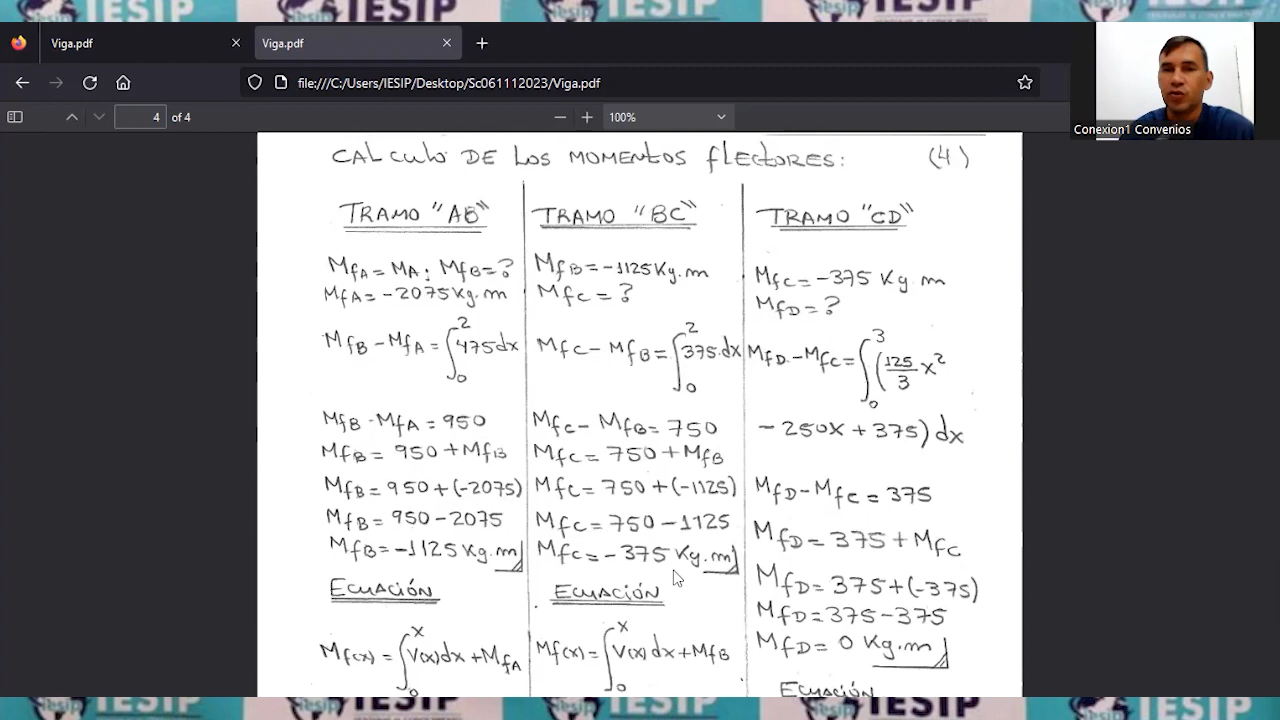 IESIP
IESIP
IESIP
Viga.pdf
Viga.pdf
file:///C:/Users/IESIP/Desktop/Sab61112023/Viga.pdf
4 of 4
100%
Conexion1 Convenios
CALCULO DE LOS MOMENTOS FLECTORES: (4)
TRAMO "AB"
MfA = MA ; MfB = ?
MfA = -2075 Kg.m
MfB - MfA = ∫₀² 475dx
MfB - MfA = 950
MfB = 950 + MfB
MfB = 950 + (-2075)
MfB = 950 - 2075
MfB = -1125 Kg.m
ECUACIÓN
Mf(x) = ∫₀ˣ V(x)dx + MfA
TRAMO "BC"
MfB = -1125 Kg.m
MfC = ?
MfC - MfB = ∫₀² 375.dx
MfC - MfB = 750
MfC = 750 + MfB
MfC = 750 + (-1125)
MfC = 750 - 1125
MfC = -375 Kg.m
ECUACIÓN
Mf(x) = ∫₀ˣ V(x)dx + MfB
TRAMO "CD"
MfC = -375 Kg m
MfD = ?
MfD - MfC = ∫₀³ (125/3 x²
- 250x + 375) dx
MfD - MfC = 375
MfD = 375 + MfC
MfD = 375 + (-375)
MfD = 375 - 375
MfD = 0 Kg.m
ECUACIÓN